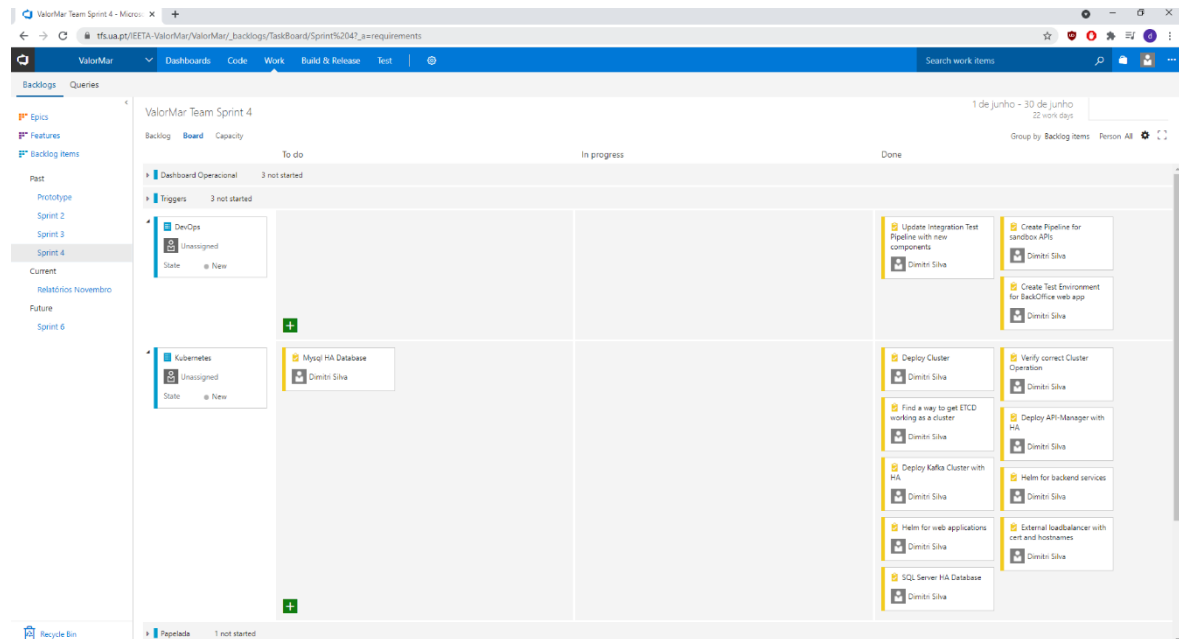 ValorMar Team Sprint 4 - Micros
tfs.ua.pt/IEETA-ValorMar/ValorMar/_backlogs/TaskBoard/Sprint%204?_a=requirements
d
ValorMar
Dashboards Code Work Build & Release Test
Search work items
Backlogs Queries
Epics
Features
Backlog items
Past
Prototype
Sprint 2
Sprint 3
Sprint 4
Current
Relatórios Novembro
Future
Sprint 6
Recycle Bin
ValorMar Team Sprint 4
1 de junho - 30 de junho
22 work days
Backlog Board Capacity
Group by Backlog items Person All
To do In progress Done
Dashboard Operacional 3 not started
Triggers 3 not started
DevOps
Unassigned
State New
Update Integration Test
Pipeline with new
components
Dimitri Silva
Create Pipeline for
sandbox APIs
Dimitri Silva
Create Test Environment
for BackOffice web app
Dimitri Silva
Kubernetes
Unassigned
State New
Mysql HA Database
Dimitri Silva
Deploy Cluster
Dimitri Silva
Verify correct Cluster
Operation
Dimitri Silva
Find a way to get ETCD
working as a cluster
Dimitri Silva
Deploy API-Manager with
HA
Dimitri Silva
Deploy Kafka Cluster with
HA
Dimitri Silva
Helm for backend services
Dimitri Silva
Helm for web applications
Dimitri Silva
External loadbalancer with
cert and hostnames
Dimitri Silva
SQL Server HA Database
Dimitri Silva
Papelada 1 not started